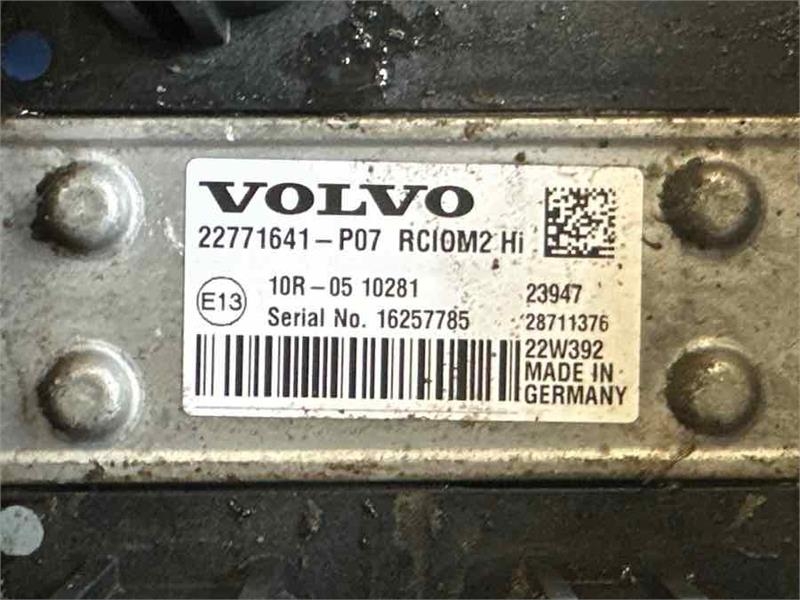 VOLVO
22771641-P07 RCIOM2 Hi
E13
10R-05 10281
23947
Serial No. 16257785
28711376
22W392
MADE IN
GERMANY